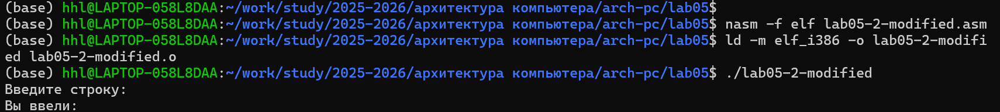 (base) hhl@LAPTOP-058L8DAA:~/work/study/2025-2026/архитектура компьютера/arch-pc/lab05$
(base) hhl@LAPTOP-058L8DAA:~/work/study/2025-2026/архитектура компьютера/arch-pc/lab05$ nasm -f elf lab05-2-modified.asm
(base) hhl@LAPTOP-058L8DAA:~/work/study/2025-2026/архитектура компьютера/arch-pc/lab05$ ld -m elf_i386 -o lab05-2-modifi
ed lab05-2-modified.o
(base) hhl@LAPTOP-058L8DAA:~/work/study/2025-2026/архитектура компьютера/arch-pc/lab05$ ./lab05-2-modified
Введите строку:
Вы ввели: